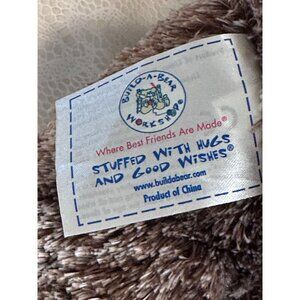 BUILD-A-BEAR
WORKSHOP®
Where Best Friends Are Made®
STUFFED WITH HUGS
AND GOOD WISHES®
www.buildabear.com
Product of China